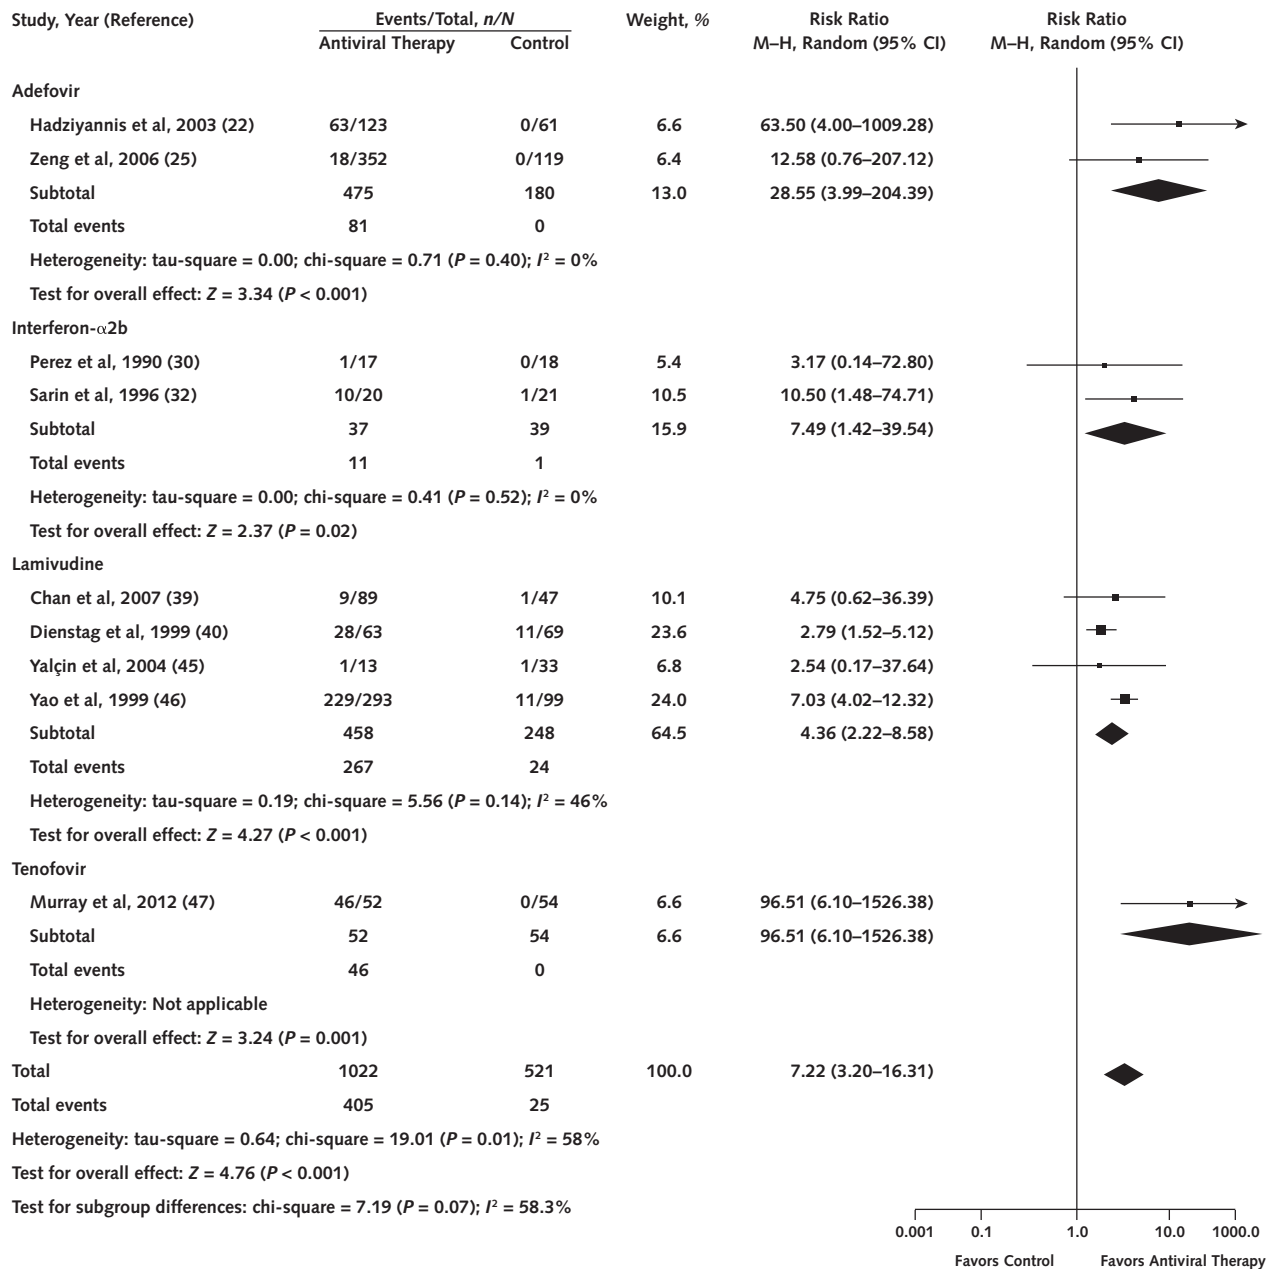 Study, Year (Reference) Events/Total, n/N Weight, % Risk Ratio Risk Ratio
Antiviral Therapy Control M–H, Random (95% CI) M–H, Random (95% CI)
Adefovir
Hadziyannis et al, 2003 (22) 63/123 0/61 6.6 63.50 (4.00–1009.28)
Zeng et al, 2006 (25) 18/352 0/119 6.4 12.58 (0.76–207.12)
Subtotal 475 180 13.0 28.55 (3.99–204.39)
Total events 81 0
Heterogeneity: tau-square = 0.00; chi-square = 0.71 (P = 0.40); I² = 0%
Test for overall effect: Z = 3.34 (P < 0.001)
Interferon-α2b
Perez et al, 1990 (30) 1/17 0/18 5.4 3.17 (0.14–72.80)
Sarin et al, 1996 (32) 10/20 1/21 10.5 10.50 (1.48–74.71)
Subtotal 37 39 15.9 7.49 (1.42–39.54)
Total events 11 1
Heterogeneity: tau-square = 0.00; chi-square = 0.41 (P = 0.52); I² = 0%
Test for overall effect: Z = 2.37 (P = 0.02)
Lamivudine
Chan et al, 2007 (39) 9/89 1/47 10.1 4.75 (0.62–36.39)
Dienstag et al, 1999 (40) 28/63 11/69 23.6 2.79 (1.52–5.12)
Yalçin et al, 2004 (45) 1/13 1/33 6.8 2.54 (0.17–37.64)
Yao et al, 1999 (46) 229/293 11/99 24.0 7.03 (4.02–12.32)
Subtotal 458 248 64.5 4.36 (2.22–8.58)
Total events 267 24
Heterogeneity: tau-square = 0.19; chi-square = 5.56 (P = 0.14); I² = 46%
Test for overall effect: Z = 4.27 (P < 0.001)
Tenofovir
Murray et al, 2012 (47) 46/52 0/54 6.6 96.51 (6.10–1526.38)
Subtotal 52 54 6.6 96.51 (6.10–1526.38)
Total events 46 0
Heterogeneity: Not applicable
Test for overall effect: Z = 3.24 (P = 0.001)
Total 1022 521 100.0 7.22 (3.20–16.31)
Total events 405 25
Heterogeneity: tau-square = 0.64; chi-square = 19.01 (P = 0.01); I² = 58%
Test for overall effect: Z = 4.76 (P < 0.001)
Test for subgroup differences: chi-square = 7.19 (P = 0.07); I² = 58.3%
0.001 0.1 1.0 10.0 1000.0
Favors Control Favors Antiviral Therapy